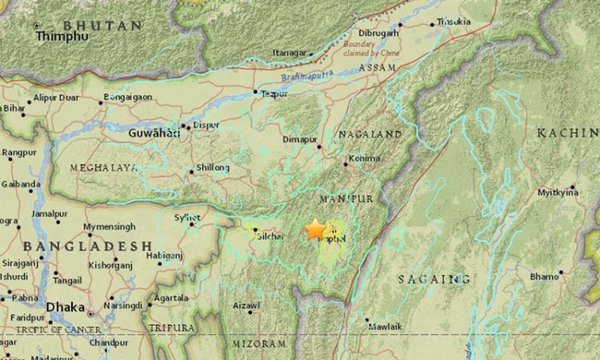 BHUTAN
Thimphu
Dibrugarh
Tinsukia
Itanagar
Boundary
claimed by China
ASSAM
Brahmaputra
Alipur Duar
Bongaigaon
Tezpur
Bihar
Guwāhāti
Dispur
NAGALAND
Dimapur
KACHIN
Rangpur
MEGHALAYA
Shillong
Kohima
Gaibanda
MANIPUR
Myitkyina
Jamalpur
Sylhet
Mymensingh
Silchar
Imphal
BANGLADESH
Habiganj
Sirajganj
Kishorganj
SAGAING
Ishurdi
Tangail
Bhamo
Pabna
Narsingdi
Agartala
Dhaka
Aizawl
Faridpur
Mawlaik
TROPIC OF CANCER
TRIPURA
Chandpur
MIZORAM